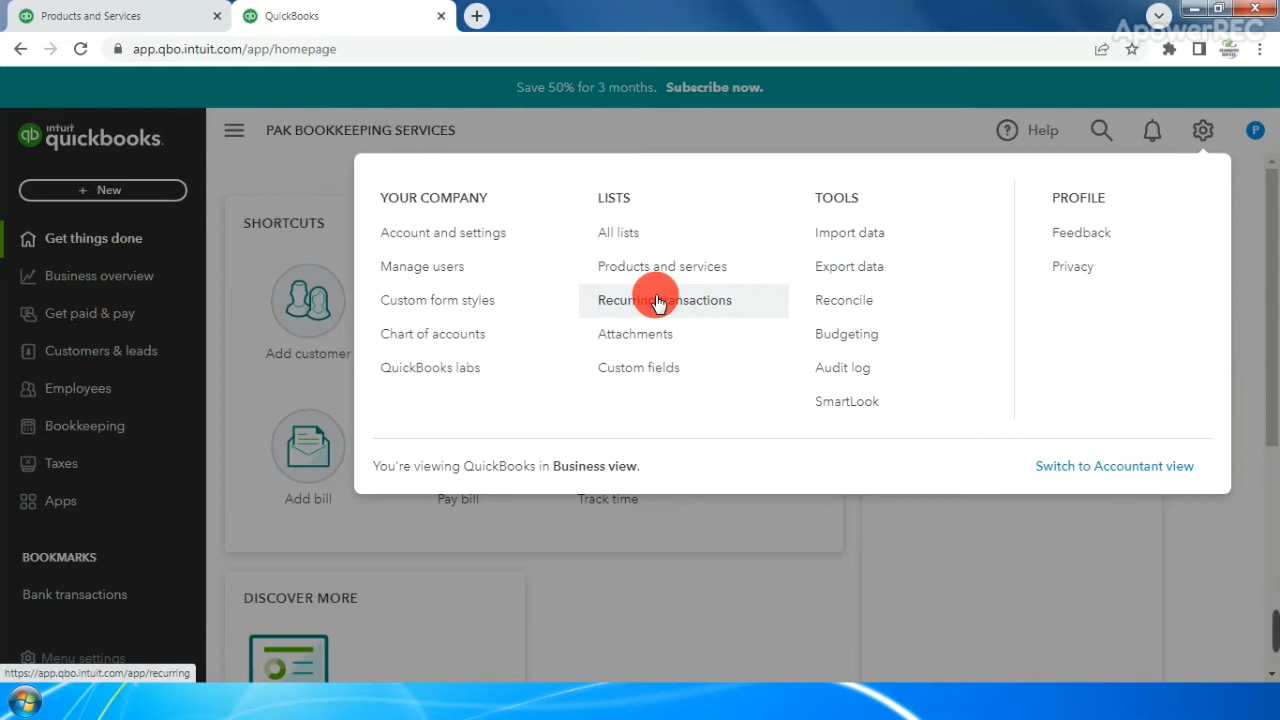 Products and Services
QuickBooks
ApowerREC
app.qbo.intuit.com/app/homepage
Save 50% for 3 months. Subscribe now.
intuit
quickbooks.
PAK BOOKKEEPING SERVICES
Help
P
+ New
Get things done
Business overview
Get paid & pay
Customers & leads
Employees
Bookkeeping
Taxes
Apps
BOOKMARKS
Bank transactions
Menu settings
https://app.qbo.intuit.com/app/recurring
SHORTCUTS
Add customer
Add bill
Pay bill
Track time
DISCOVER MORE
YOUR COMPANY
Account and settings
Manage users
Custom form styles
Chart of accounts
QuickBooks labs
LISTS
All lists
Products and services
Recurring transactions
Attachments
Custom fields
TOOLS
Import data
Export data
Reconcile
Budgeting
Audit log
SmartLook
PROFILE
Feedback
Privacy
You're viewing QuickBooks in Business view.
Switch to Accountant view